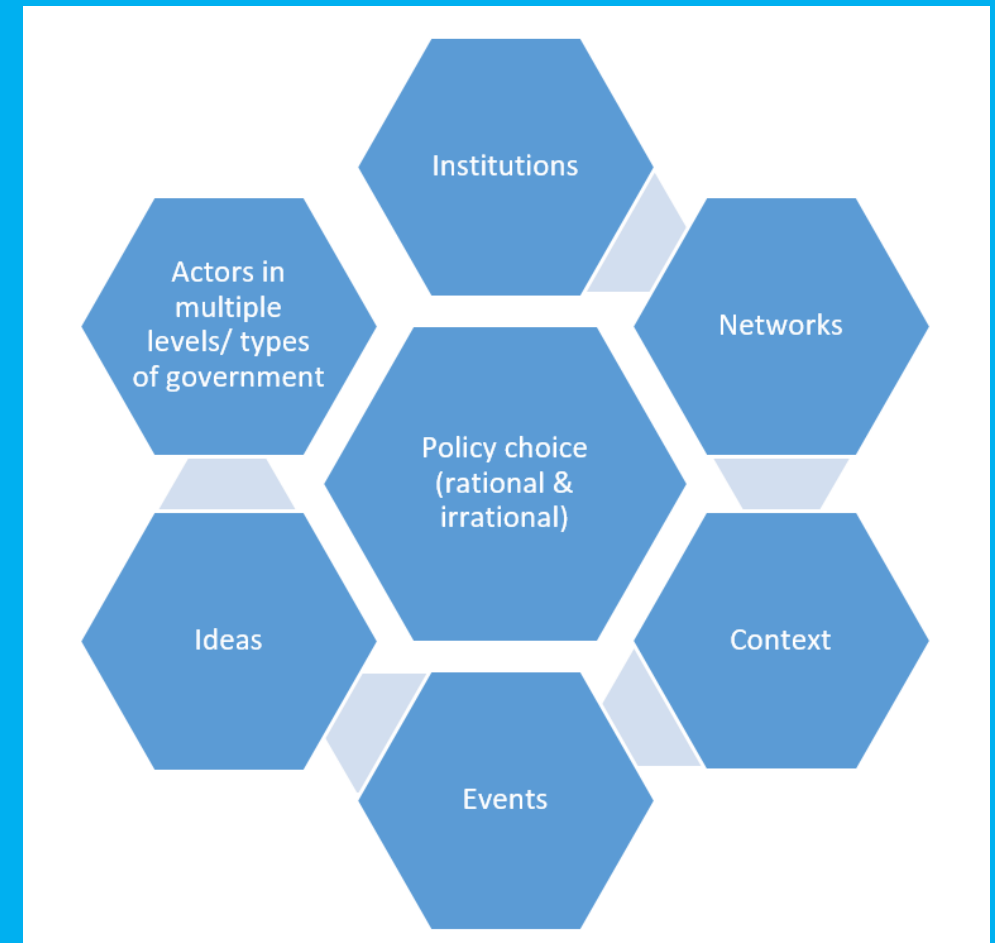 Institutions
Actors in
multiple
levels/ types
of government
Networks
Policy choice
(rational &
irrational)
Ideas
Context
Events